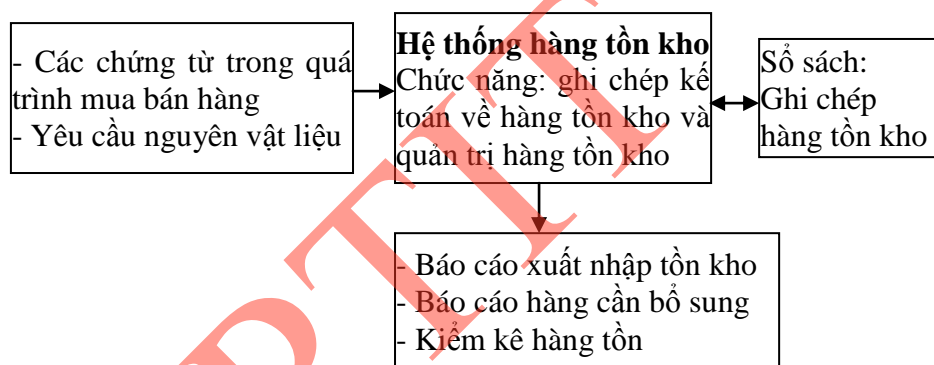 - Các chứng từ trong quá
trình mua bán hàng
- Yêu cầu nguyên vật liệu
Hệ thống hàng tồn kho
Chức năng: ghi chép kế
toán về hàng tồn kho và
quản trị hàng tồn kho
Sổ sách:
Ghi chép
hàng tồn kho
- Báo cáo xuất nhập tồn kho
- Báo cáo hàng cần bổ sung
- Kiểm kê hàng tồn
PTIT